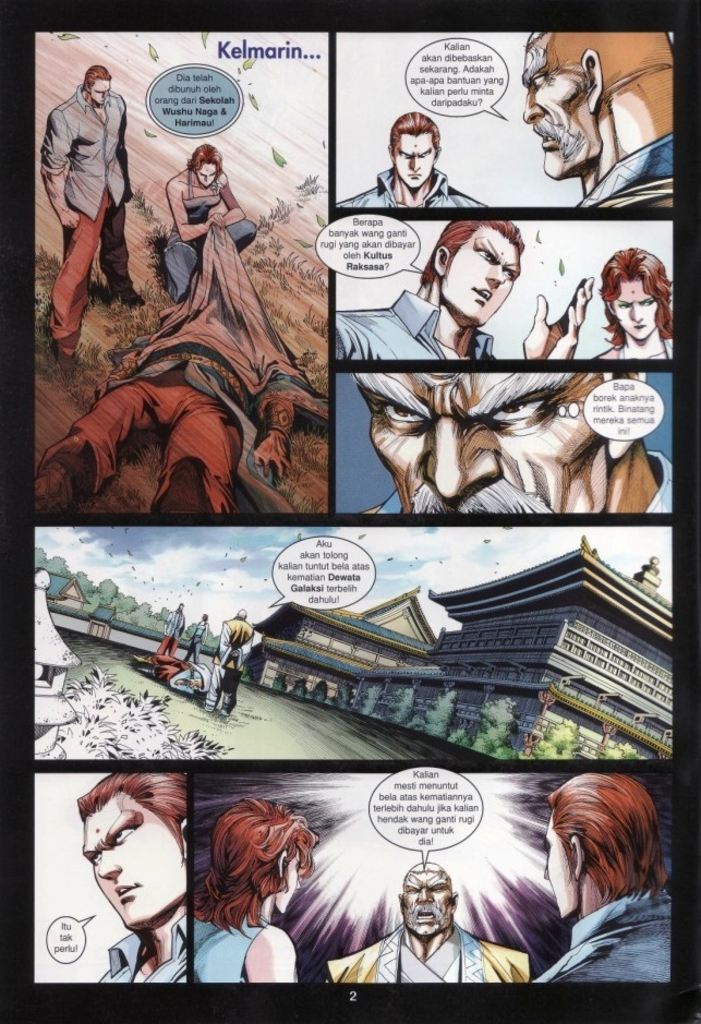 Kelmarin...
Dia telah
dibunuh oleh
orang dari Sekolah
Wushu Naga &
Harimau!
Kalian
akan dibebaskan
sekarang. Adakah
apa-apa bantuan yang
kalian perlu minta
daripadaku?
Berapa
banyak wang ganti
rugi yang akan dibayar
oleh Kultus
Raksasa?
Bapa
borek anaknya
rintik. Binatang
mereka semua
ini!
Aku
akan tolong
kalian tuntut bela atas
kematian Dewata
Galaksi terbelih
dahulu!
Itu
tak
perlu!
Kalian
mesti menuntut
bela atas kematiannya
terlebih dahulu jika kalian
hendak wang ganti rugi
dibayar untuk
dia!
2